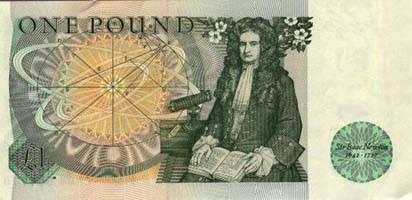 ONE POUND
£1
Sir Isaac Newton
1642-1727